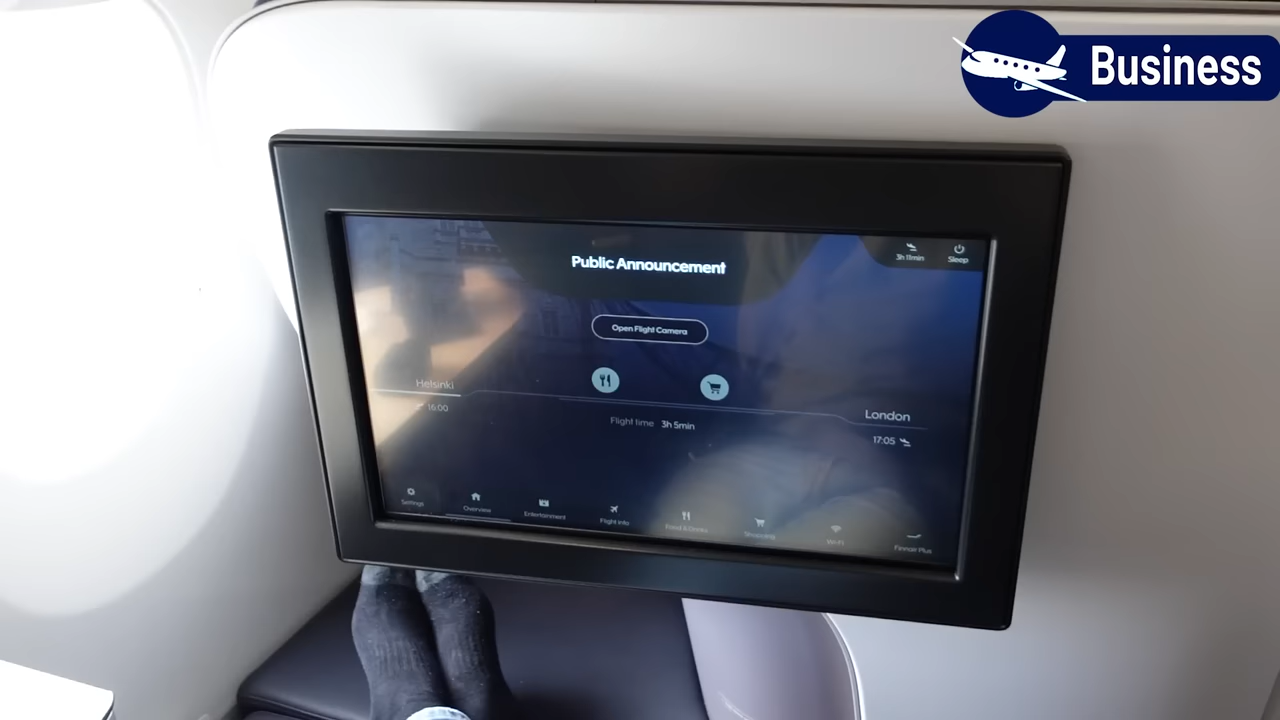 Business
Public Announcement
3h 11min
Sleep
Open Flight Camera
Helsinki
16:00
London
17:05
Flight time 3h 5min
Settings
Overview
Entertainment
Flight info
Food & Drinks
Shopping
Wi-Fi
Finnair Plus